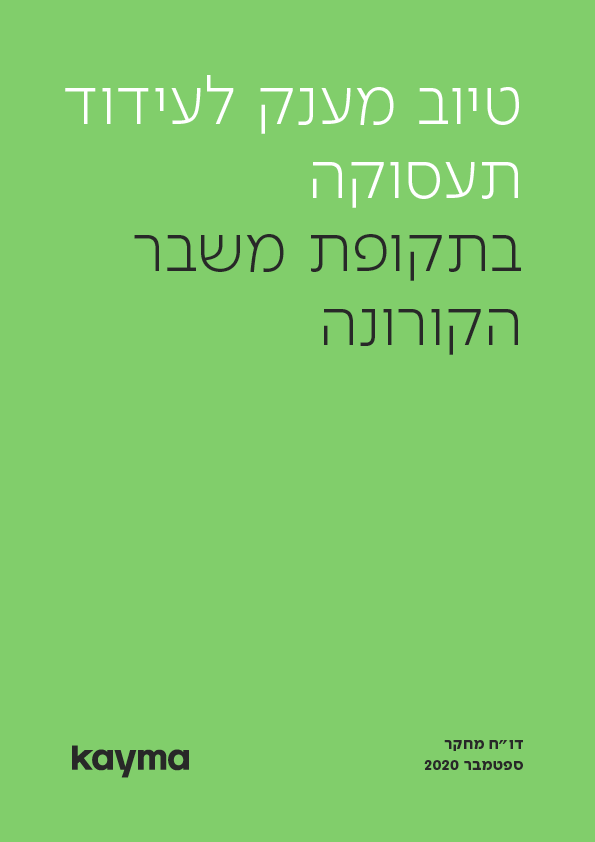 טיוב מענק לעידוד
תעסוקה
בתקופת משבר
הקורונה
דו״ח מחקר
ספטמבר 2020
kayma